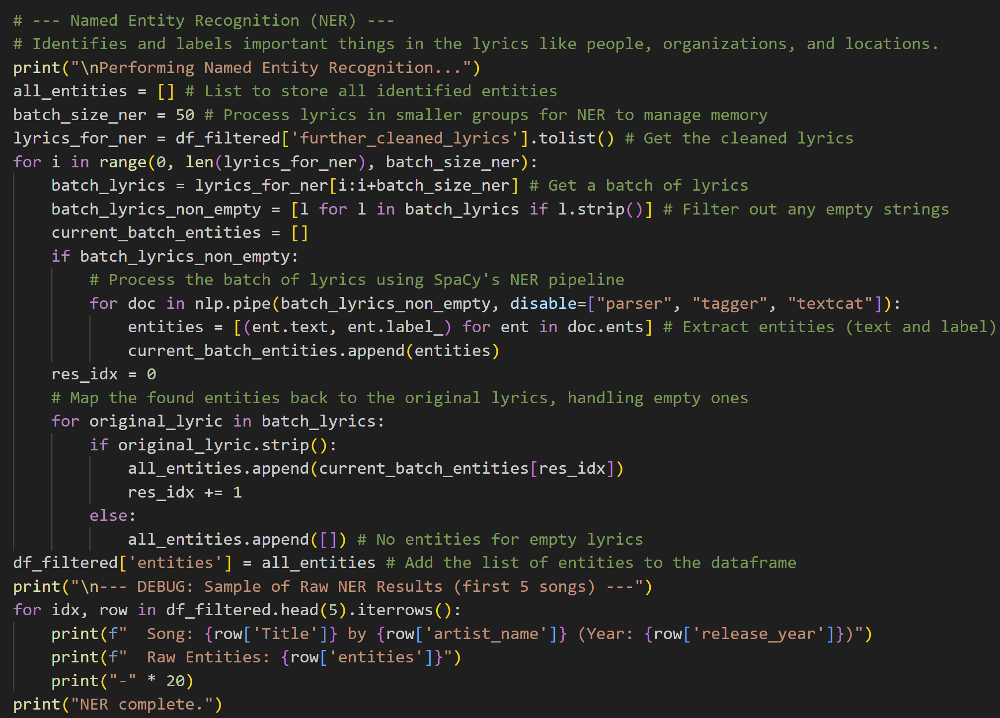 # --- Named Entity Recognition (NER) ---
# Identifies and labels important things in the lyrics like people, organizations, and locations.
print("\nPerforming Named Entity Recognition...")
all_entities = [] # List to store all identified entities
batch_size_ner = 50 # Process lyrics in smaller groups for NER to manage memory
lyrics_for_ner = df_filtered['further_cleaned_lyrics'].tolist() # Get the cleaned lyrics
for i in range(0, len(lyrics_for_ner), batch_size_ner):
    batch_lyrics = lyrics_for_ner[i:i+batch_size_ner] # Get a batch of lyrics
    batch_lyrics_non_empty = [l for l in batch_lyrics if l.strip()] # Filter out any empty strings
    current_batch_entities = []
    if batch_lyrics_non_empty:
        # Process the batch of lyrics using SpaCy's NER pipeline
        for doc in nlp.pipe(batch_lyrics_non_empty, disable=["parser", "tagger", "textcat"]):
            entities = [(ent.text, ent.label_) for ent in doc.ents] # Extract entities (text and label)
            current_batch_entities.append(entities)
    res_idx = 0
    # Map the found entities back to the original lyrics, handling empty ones
    for original_lyric in batch_lyrics:
        if original_lyric.strip():
            all_entities.append(current_batch_entities[res_idx])
            res_idx += 1
        else:
            all_entities.append([]) # No entities for empty lyrics
df_filtered['entities'] = all_entities # Add the list of entities to the dataframe
print("\n--- DEBUG: Sample of Raw NER Results (first 5 songs) ---")
for idx, row in df_filtered.head(5).iterrows():
    print(f"  Song: {row['Title']} by {row['artist_name']} (Year: {row['release_year']})")
    print(f"  Raw Entities: {row['entities']}")
    print("-" * 20)
print("NER complete.")